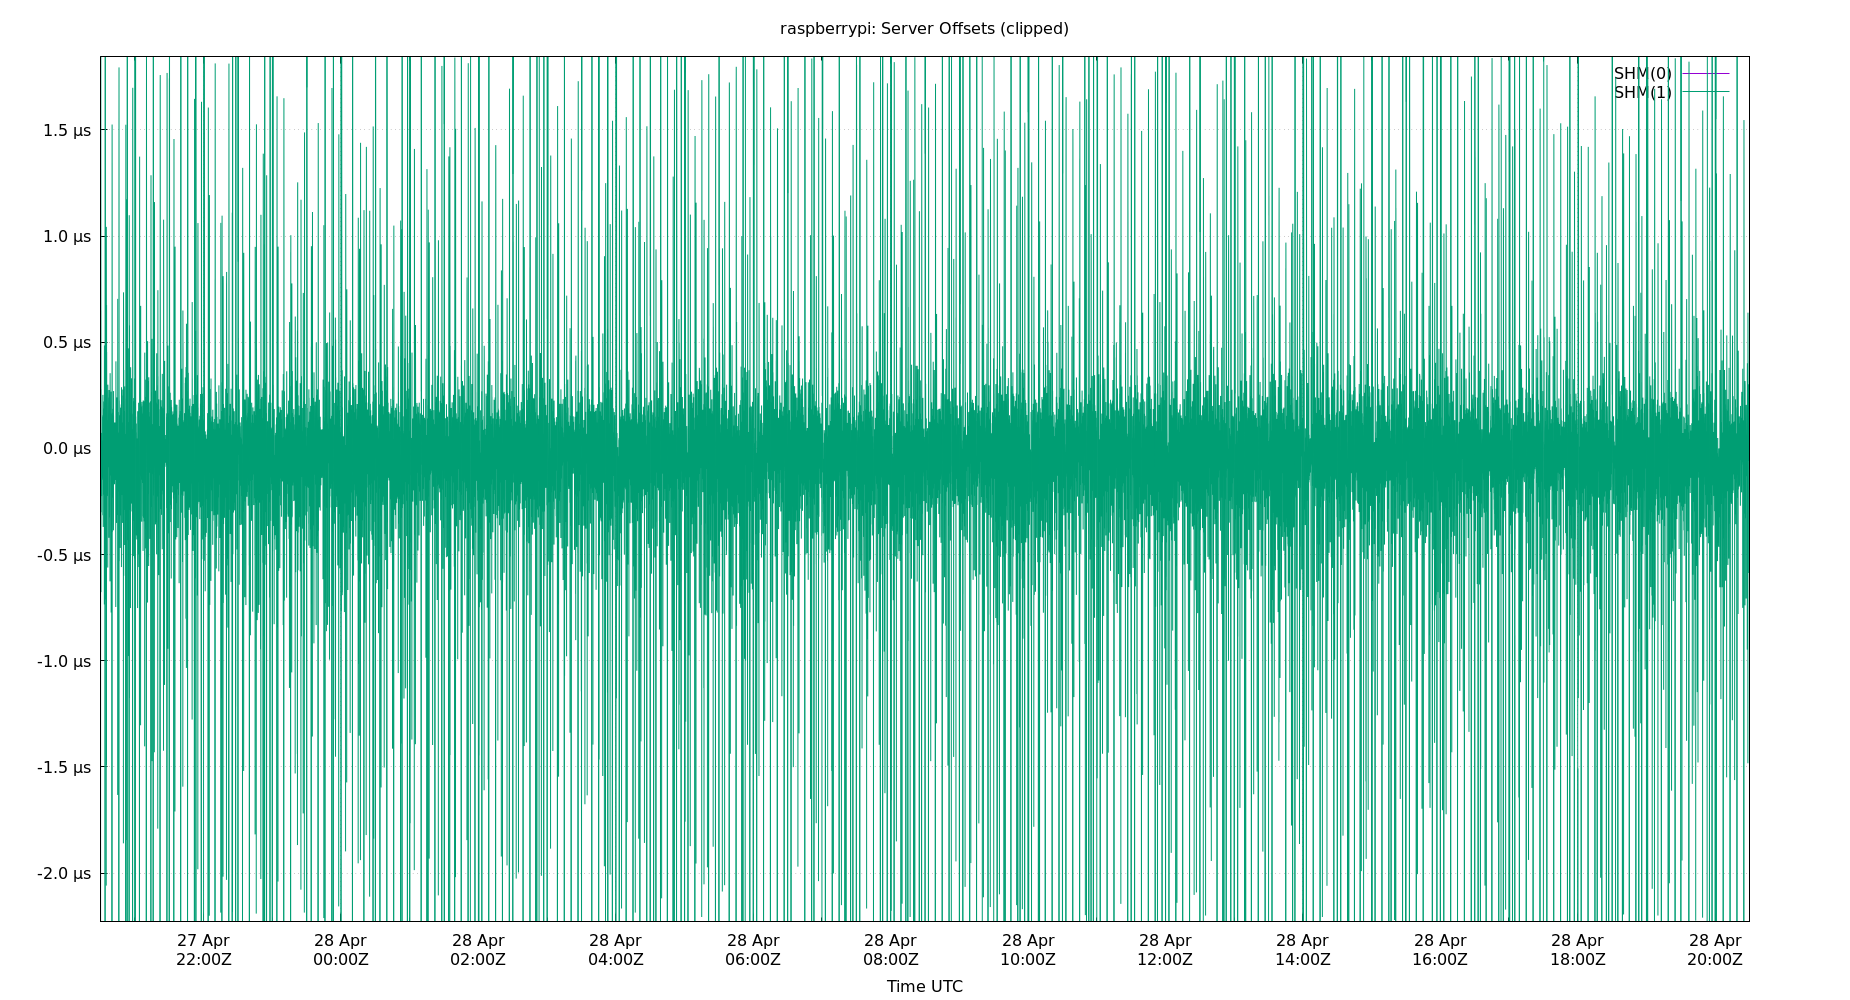 raspberrypi: Server Offsets (clipped)
SHM(0)
SHM(1)
1.5 µs
1.0 µs
0.5 µs
0.0 µs
-0.5 µs
-1.0 µs
-1.5 µs
-2.0 µs
27 Apr 28 Apr 28 Apr 28 Apr 28 Apr 28 Apr 28 Apr 28 Apr 28 Apr 28 Apr 28 Apr 28 Apr
22:00Z 00:00Z 02:00Z 04:00Z 06:00Z 08:00Z 10:00Z 12:00Z 14:00Z 16:00Z 18:00Z 20:00Z
Time UTC